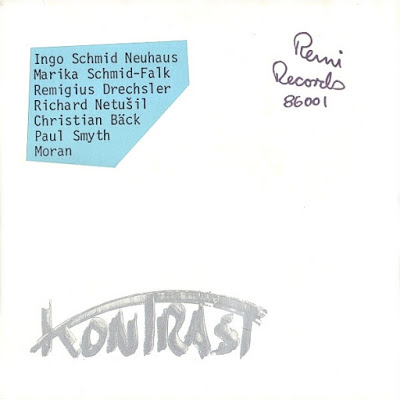 Ingo Schmid Neuhaus
Marika Schmid-Falk
Remigius Drechsler
Richard Netušil
Christian Bäck
Paul Smyth
Moran
Remi
Records
86001
KONTRAST